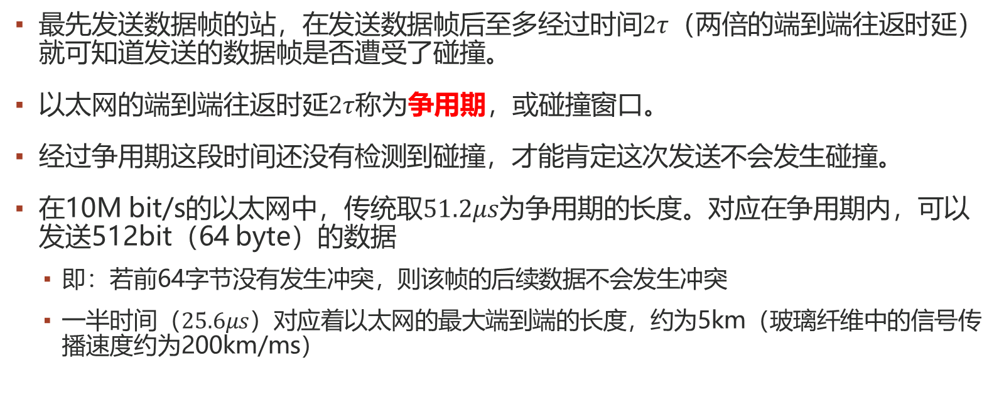 ▪ 最先发送数据帧的站，在发送数据帧后至多经过时间2τ（两倍的端到端往返时延）
就可知道发送的数据帧是否遭受了碰撞。
▪ 以太网的端到端往返时延2τ称为争用期，或碰撞窗口。
▪ 经过争用期这段时间还没有检测到碰撞，才能肯定这次发送不会发生碰撞。
▪ 在10M bit/s的以太网中，传统取51.2μs为争用期的长度。对应在争用期内，可以
发送512bit（64 byte）的数据
▪ 即：若前64字节没有发生冲突，则该帧的后续数据不会发生冲突
▪ 一半时间（25.6μs）对应着以太网的最大端到端的长度，约为5km（玻璃纤维中的信号传
播速度约为200km/ms）